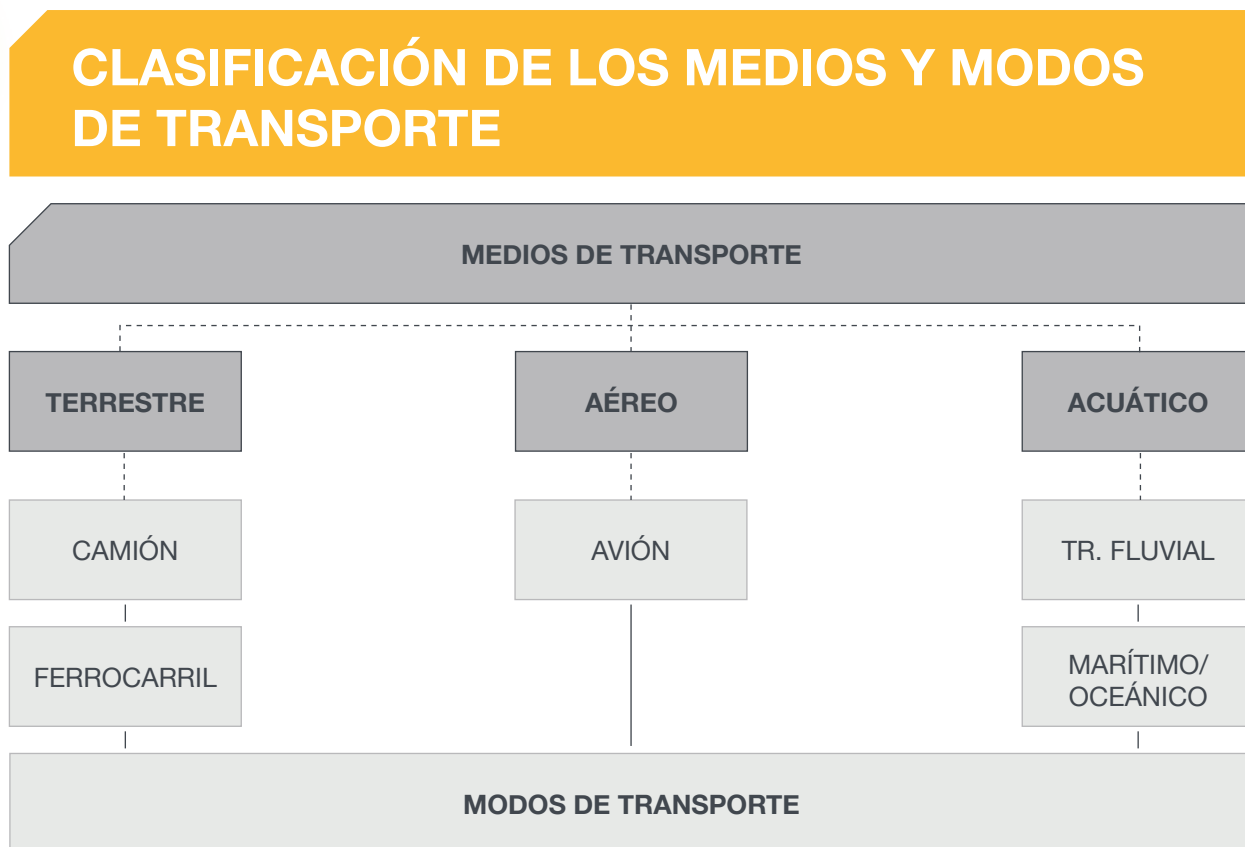 CLASIFICACIÓN DE LOS MEDIOS Y MODOS
DE TRANSPORTE
MEDIOS DE TRANSPORTE
TERRESTRE
AÉREO
ACUÁTICO
CAMIÓN
AVIÓN
TR. FLUVIAL
FERROCARRIL
MARÍTIMO/
OCEÁNICO
MODOS DE TRANSPORTE